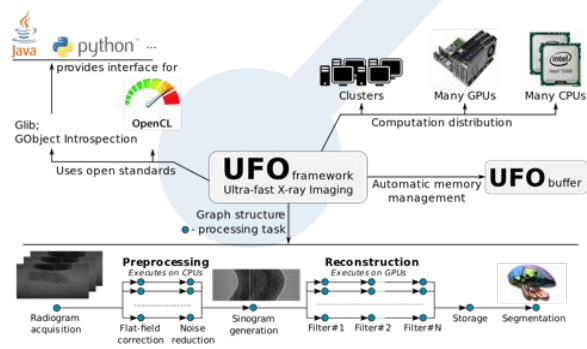 Java
python™ ...
provides interface for
OpenCL
Glib;
GObject Introspection
Uses open standards
Clusters
Many GPUs
intel
Many CPUs
Computation distribution
UFO framework
Ultra-fast X-ray Imaging
Automatic memory
management
UFO buffer
Graph structure
- processing task
Preprocessing
Executes on CPUs
Reconstruction
Executes on GPUs
Radiogram
acquisition
Flat-field
correction
Noise
reduction
Sinogram
generation
Filter#1
Filter#2
Filter#N
Storage
Segmentation